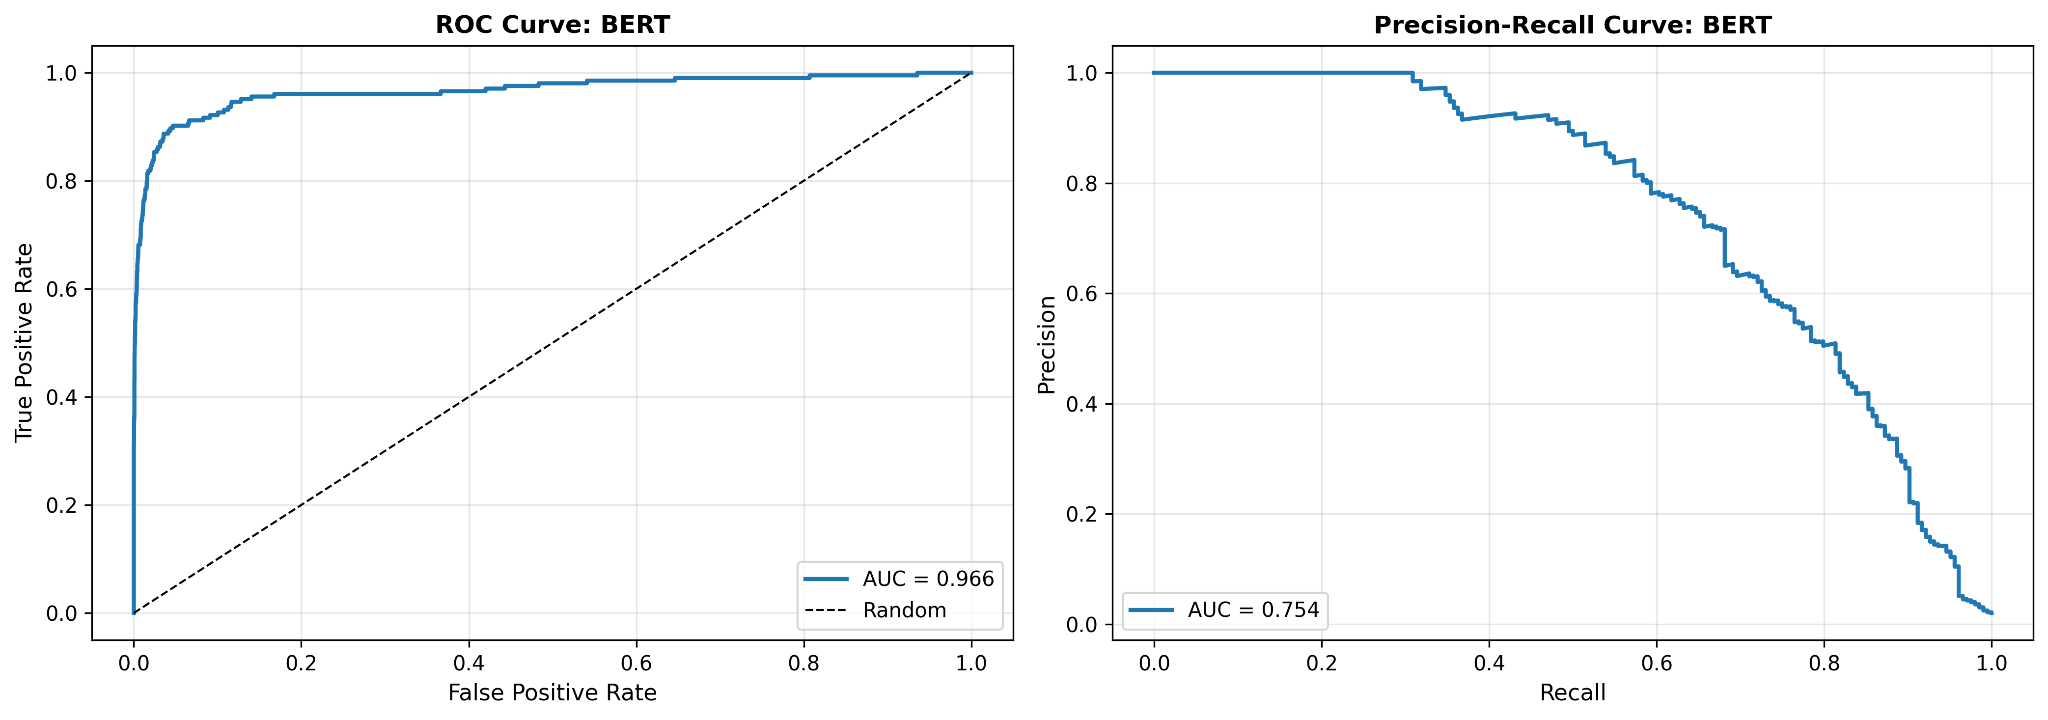 ROC Curve: BERT
True Positive Rate
1.0
0.8
0.6
0.4
0.2
0.0
AUC = 0.966
Random
0.0 0.2 0.4 0.6 0.8 1.0
False Positive Rate
Precision-Recall Curve: BERT
Precision
1.0
0.8
0.6
0.4
0.2
0.0
AUC = 0.754
0.0 0.2 0.4 0.6 0.8 1.0
Recall